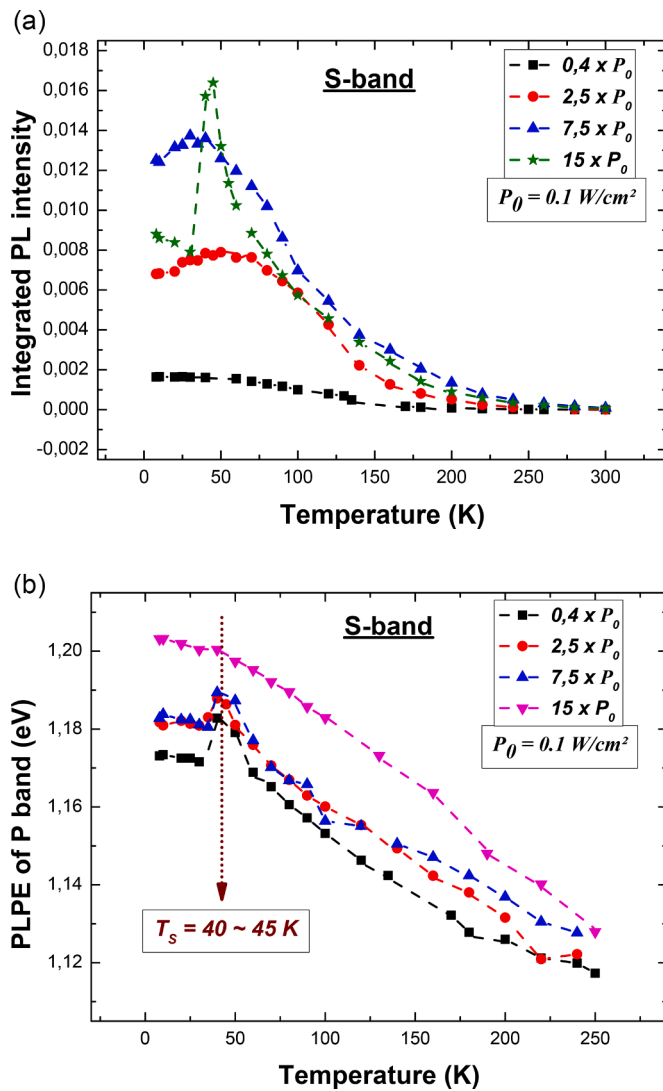 (a)
0,018
0,016
0,014
0,012
0,010
0,008
0,006
0,004
0,002
0,000
-0,002
Integrated PL intensity
S-band
0,4 x P₀
2,5 x P₀
7,5 x P₀
15 x P₀
P₀ = 0.1 W/cm²
0 50 100 150 200 250 300
Temperature (K)
(b)
1,20
1,18
1,16
1,14
1,12
PLPE of P band (eV)
S-band
0,4 x P₀
2,5 x P₀
7,5 x P₀
15 x P₀
P₀ = 0.1 W/cm²
T_S = 40 ~ 45 K
0 50 100 150 200 250
Temperature (K)